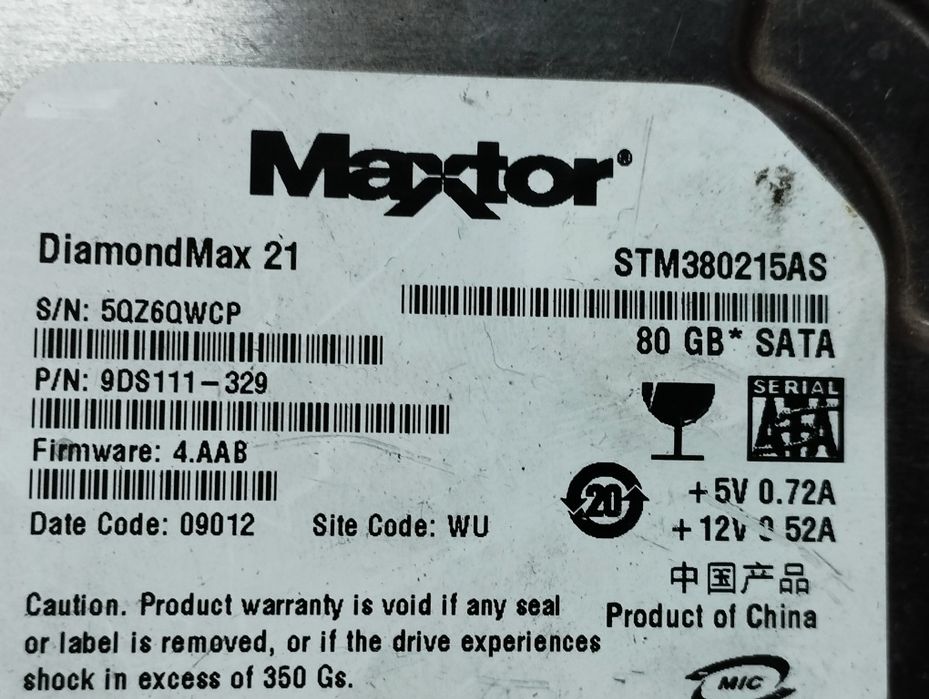 Maxtor®
DiamondMax 21
STM380215AS
S/N: 5QZ6QWCP
80 GB* SATA
P/N: 9DS111-329
SERIAL
ATA
Firmware: 4.AAB
20
+5V 0.72A
Date Code: 09012 Site Code: WU
+12V 0.52A
中国产品
Product of China
Caution. Product warranty is void if any seal
or label is removed, or if the drive experiences
shock in excess of 350 Gs.
MIC